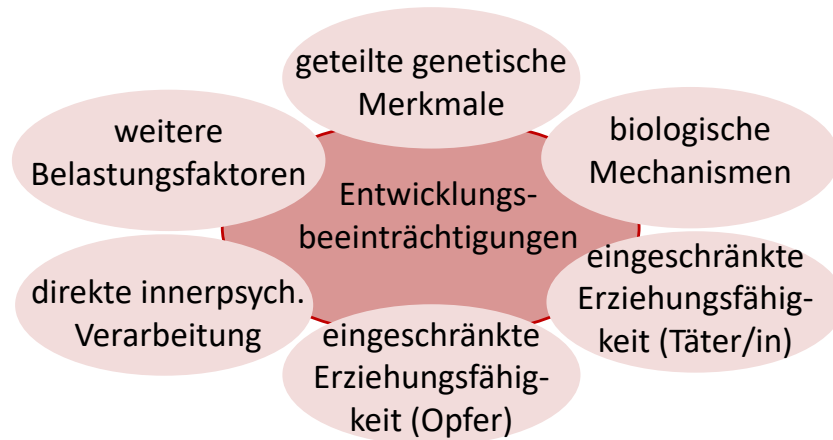 geteilte genetische
Merkmale
weitere
Belastungsfaktoren
biologische
Mechanismen
Entwicklungs-
beeinträchtigungen
direkte innerpsych.
Verarbeitung
eingeschränkte
Erziehungsfähig-
keit (Opfer)
eingeschränkte
Erziehungsfähig-
keit (Täter/in)